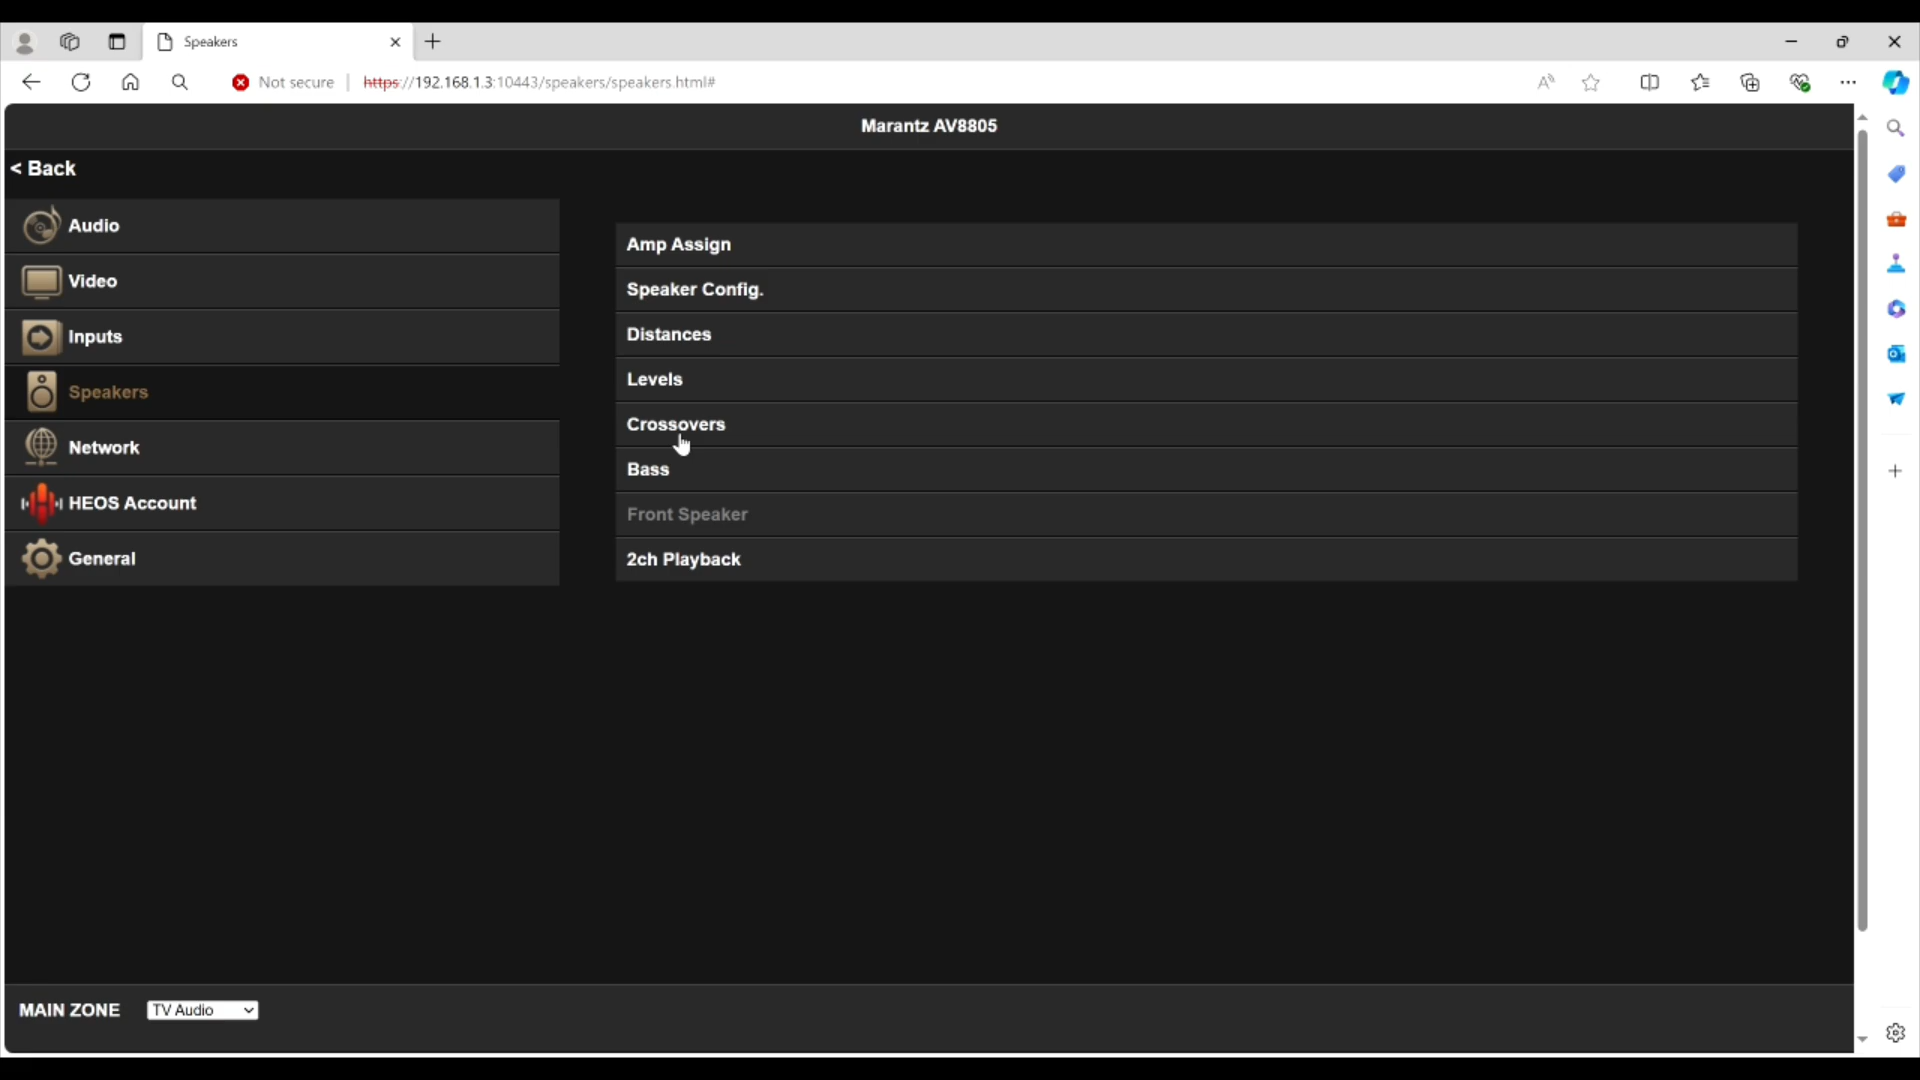 Speakers
Not secure
https://192.168.1.3:10443/speakers/speakers.html#
Marantz AV8805
< Back
Audio
Video
Inputs
Speakers
Network
HEOS Account
General
Amp Assign
Speaker Config.
Distances
Levels
Crossovers
Bass
Front Speaker
2ch Playback
MAIN ZONE
TV Audio